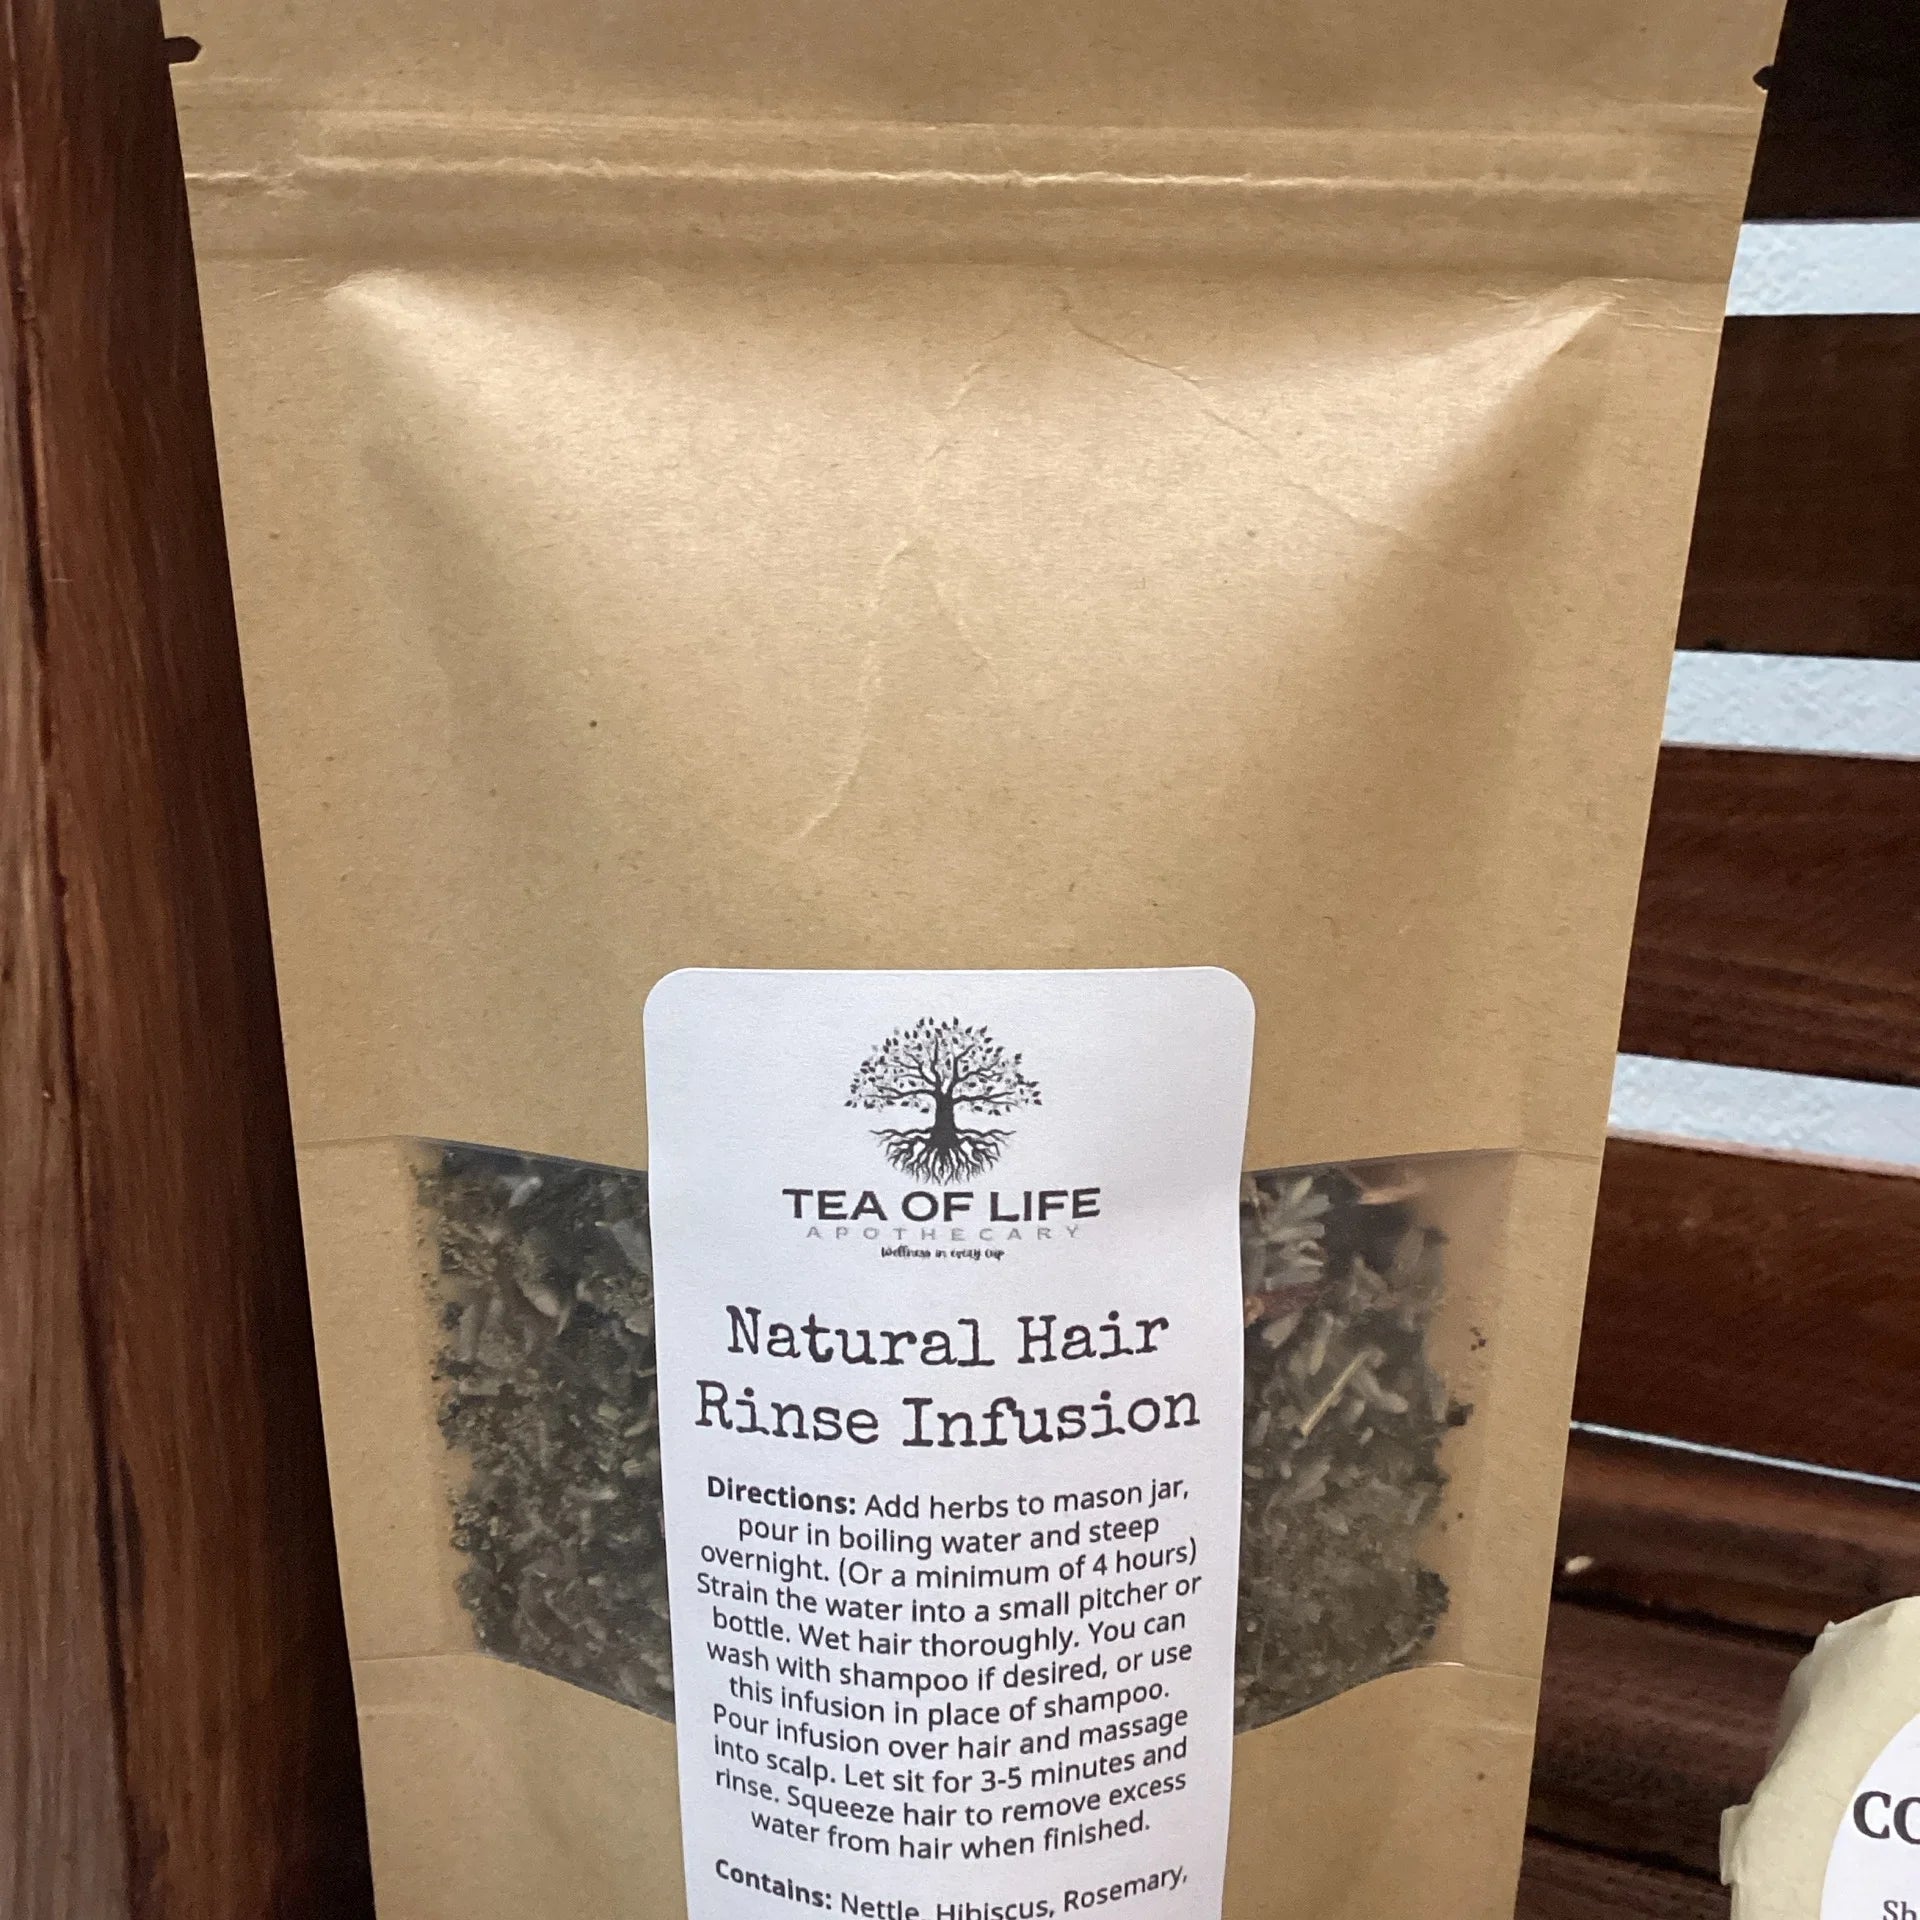 TEA OF LIFE
APOTHECARY
Wellness in every cup
Natural Hair
Rinse Infusion
Directions: Add herbs to mason jar,
pour in boiling water and steep
overnight. (Or a minimum of 4 hours)
Strain the water into a small pitcher or
bottle. Wet hair thoroughly. You can
wash with shampoo if desired, or use
this infusion in place of shampoo.
Pour infusion over hair and massage
into scalp. Let sit for 3-5 minutes and
rinse. Squeeze hair to remove excess
water from hair when finished.
Contains: Nettle, Hibiscus, Rosemary,